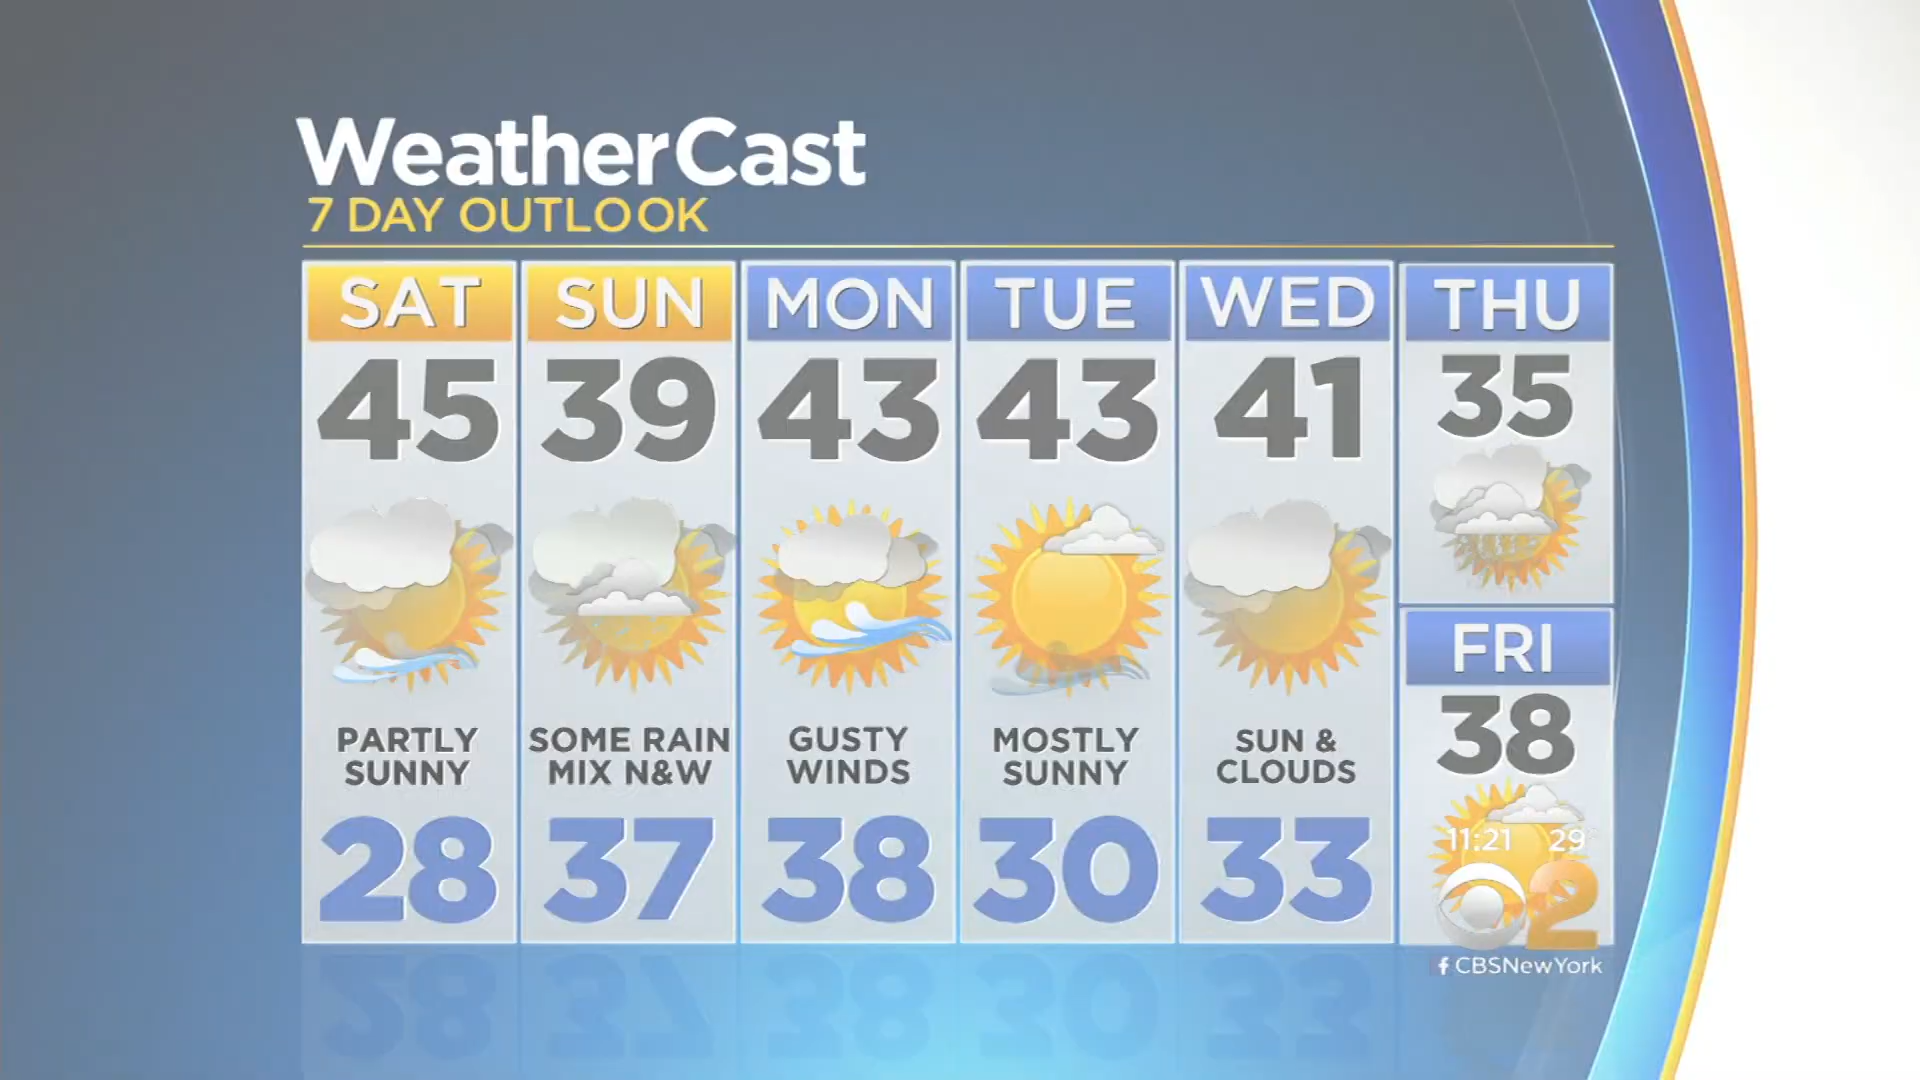 WeatherCast
7 DAY OUTLOOK
SAT
45
PARTLY
SUNNY
28
SUN
39
SOME RAIN
MIX N&W
37
MON
43
GUSTY
WINDS
38
TUE
43
MOSTLY
SUNNY
30
WED
41
SUN &
CLOUDS
33
THU
35
FRI
38
11:21 29°
2
f CBSNewYork